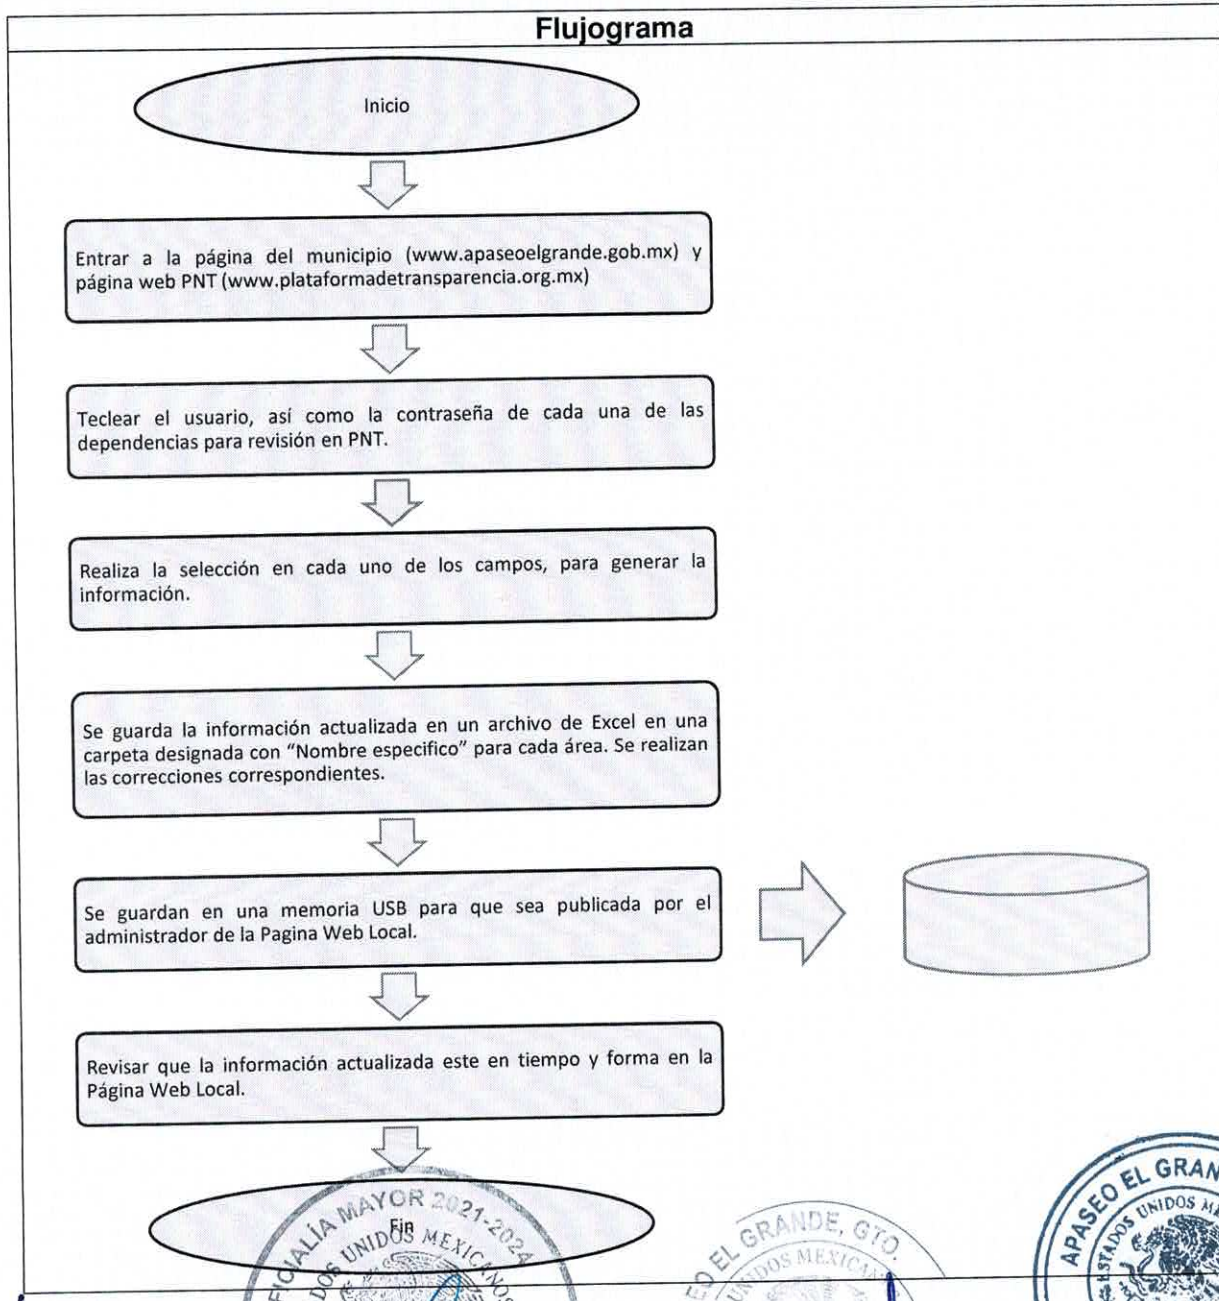 Flujograma
Inicio
Entrar a la página del municipio (www.apaseoelgrande.gob.mx) y
página web PNT (www.plataformadetransparencia.org.mx)
Teclear el usuario, así como la contraseña de cada una de las
dependencias para revisión en PNT.
Realiza la selección en cada uno de los campos, para generar la
información.
Se guarda la información actualizada en un archivo de Excel en una
carpeta designada con “Nombre especifico” para cada área. Se realizan
las correcciones correspondientes.
Se guardan en una memoria USB para que sea publicada por el
administrador de la Pagina Web Local.
Revisar que la información actualizada este en tiempo y forma en la
Página Web Local.
Fin
MAYOR 2021-2024
UNIDOS MEXICANOS
EL GRANDE, GTO.
APASEO EL GRAN
ESTADOS UNIDOS